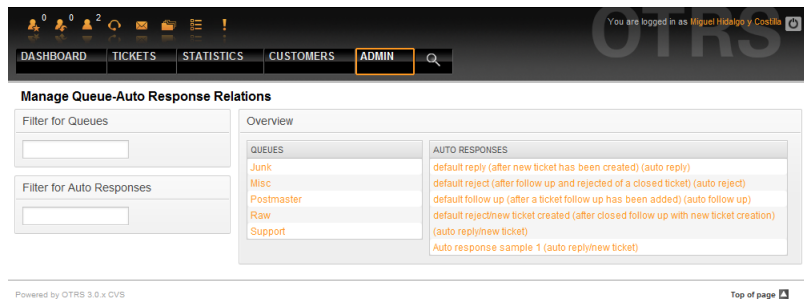 0 0 2
You are logged in as Miguel Hidalgo y Costilla
OTRS
DASHBOARD TICKETS STATISTICS CUSTOMERS ADMIN
Manage Queue-Auto Response Relations
Filter for Queues
Filter for Auto Responses
Overview
QUEUES
Junk
Misc
Postmaster
Raw
Support
AUTO RESPONSES
default reply (after new ticket has been created) (auto reply)
default reject (after follow up and rejected of a closed ticket) (auto reject)
default follow up (after a ticket follow up has been added) (auto follow up)
default reject/new ticket created (after closed follow up with new ticket creation)
(auto reply/new ticket)
Auto response sample 1 (auto reply/new ticket)
Powered by OTRS 3.0.x CVS
Top of page